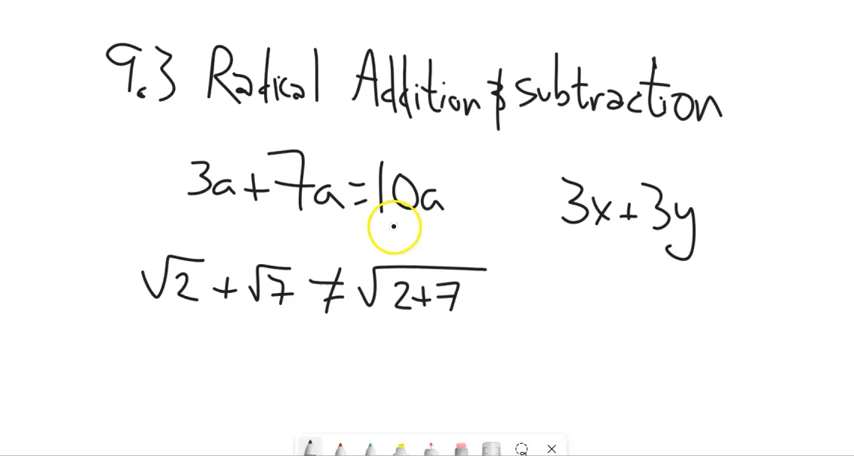 9.3 Radical Addition & subtraction
3a+7a=10a
3x+3y
√2 + √7 ≠ √(2+7)